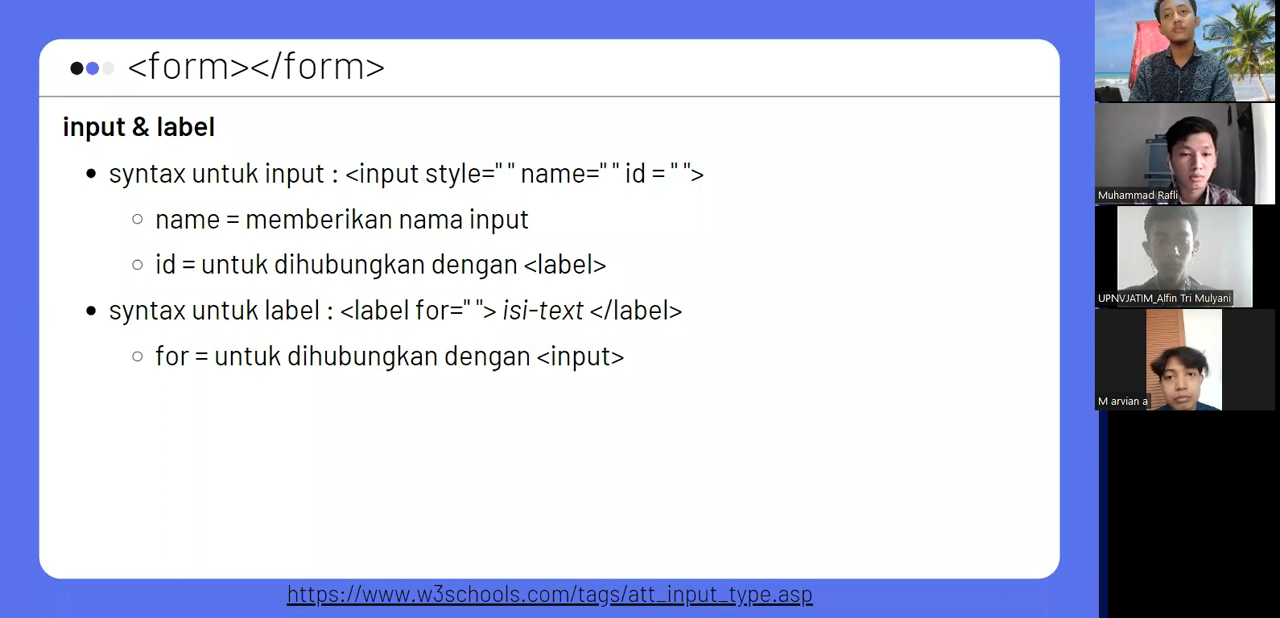 <form></form>
input & label
syntax untuk input : <input style=" " name=" " id = " ">
name = memberikan nama input
id = untuk dihubungkan dengan <label>
syntax untuk label : <label for=" "> isi-text </label>
for = untuk dihubungkan dengan <input>
https://www.w3schools.com/tags/att_input_type.asp
Muhammad Rafli
UPNVJATIM_Alfin Tri Mulyani
M arvian a